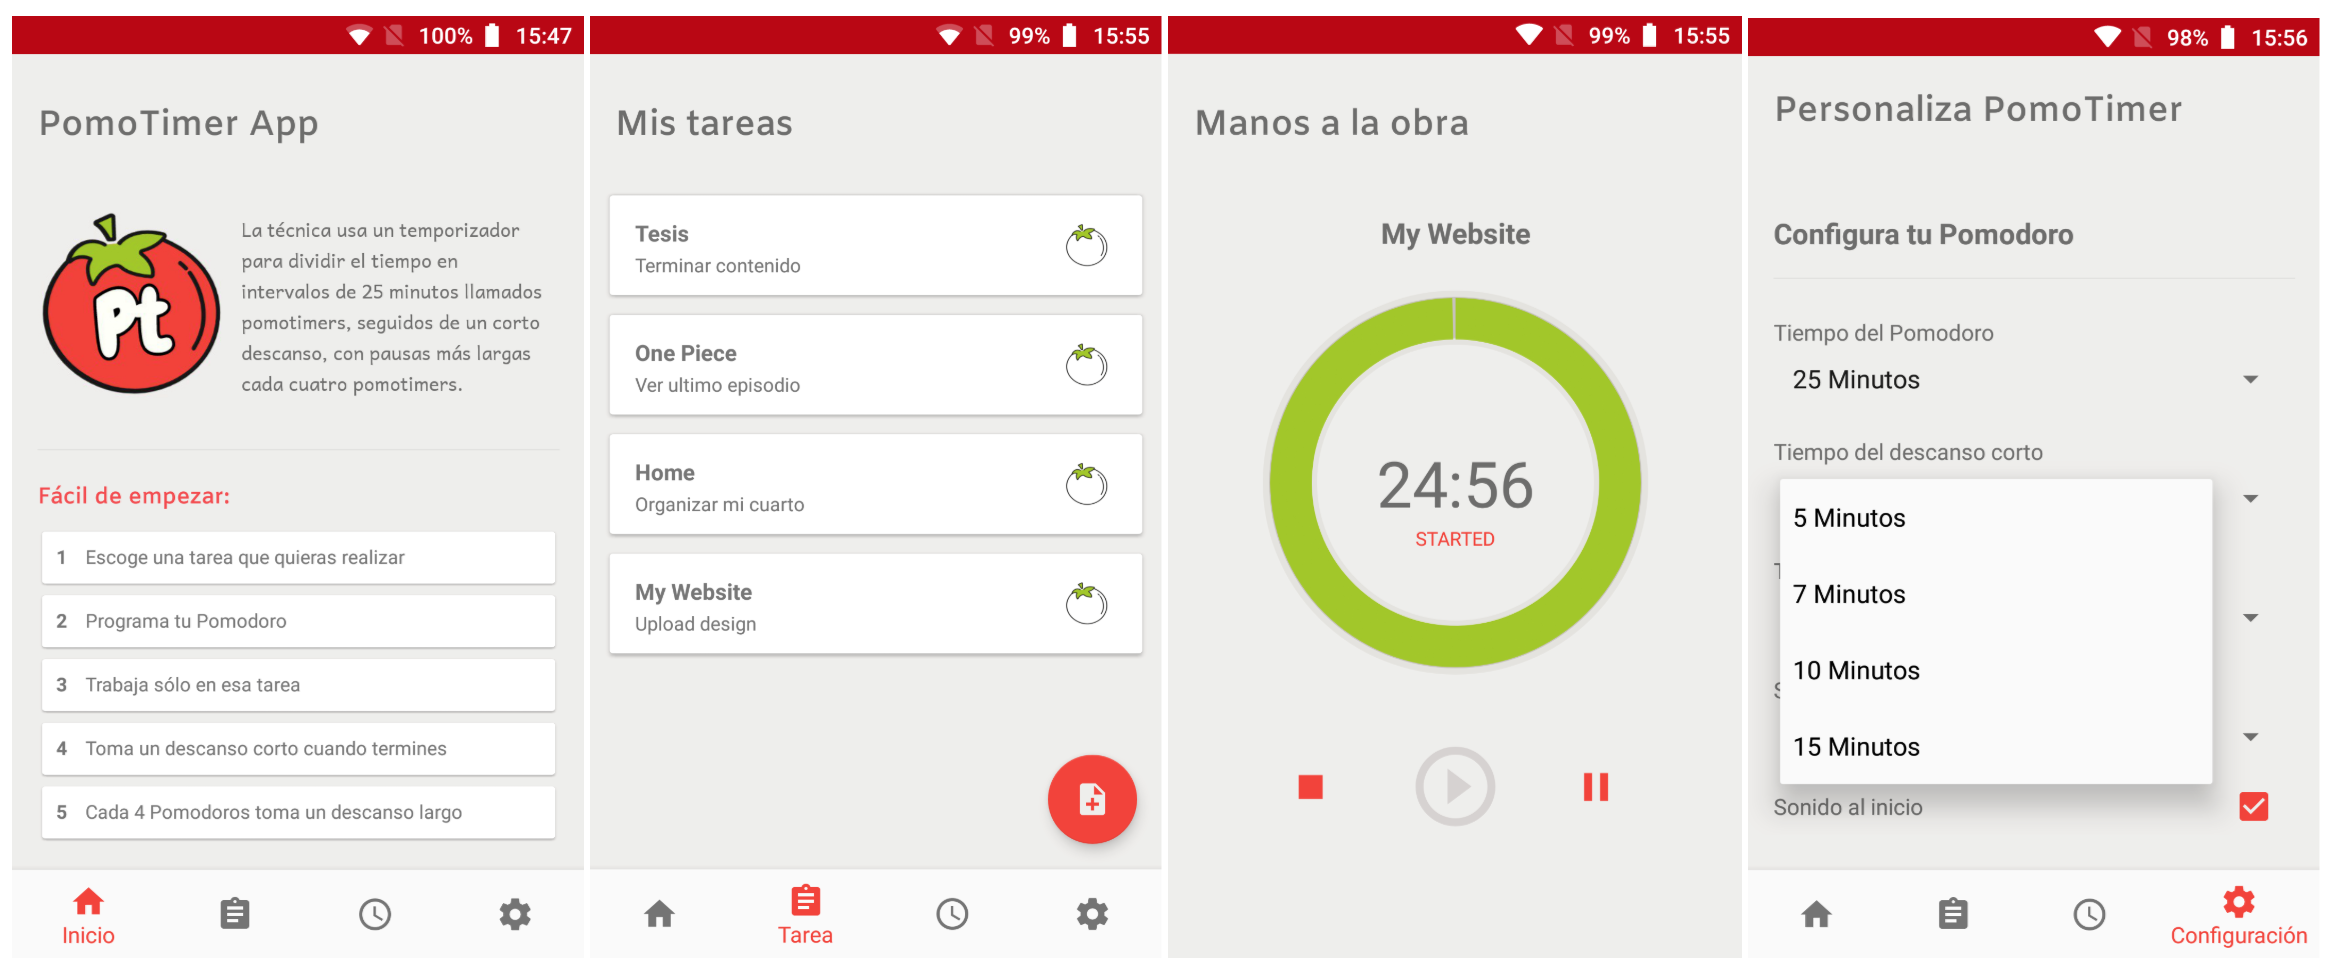 100% 15:47
PomoTimer App
Pt
La técnica usa un temporizador
para dividir el tiempo en
intervalos de 25 minutos llamados
pomotimers, seguidos de un corto
descanso, con pausas más largas
cada cuatro pomotimers.
Fácil de empezar:
1 Escoge una tarea que quieras realizar
2 Programa tu Pomodoro
3 Trabaja sólo en esa tarea
4 Toma un descanso corto cuando termines
5 Cada 4 Pomodoros toma un descanso largo
Inicio
99% 15:55
Mis tareas
Tesis
Terminar contenido
One Piece
Ver ultimo episodio
Home
Organizar mi cuarto
My Website
Upload design
Tarea
99% 15:55
Manos a la obra
My Website
24:56
STARTED
98% 15:56
Personaliza PomoTimer
Configura tu Pomodoro
Tiempo del Pomodoro
25 Minutos
Tiempo del descanso corto
5 Minutos
7 Minutos
10 Minutos
15 Minutos
Sonido al inicio
Configuración